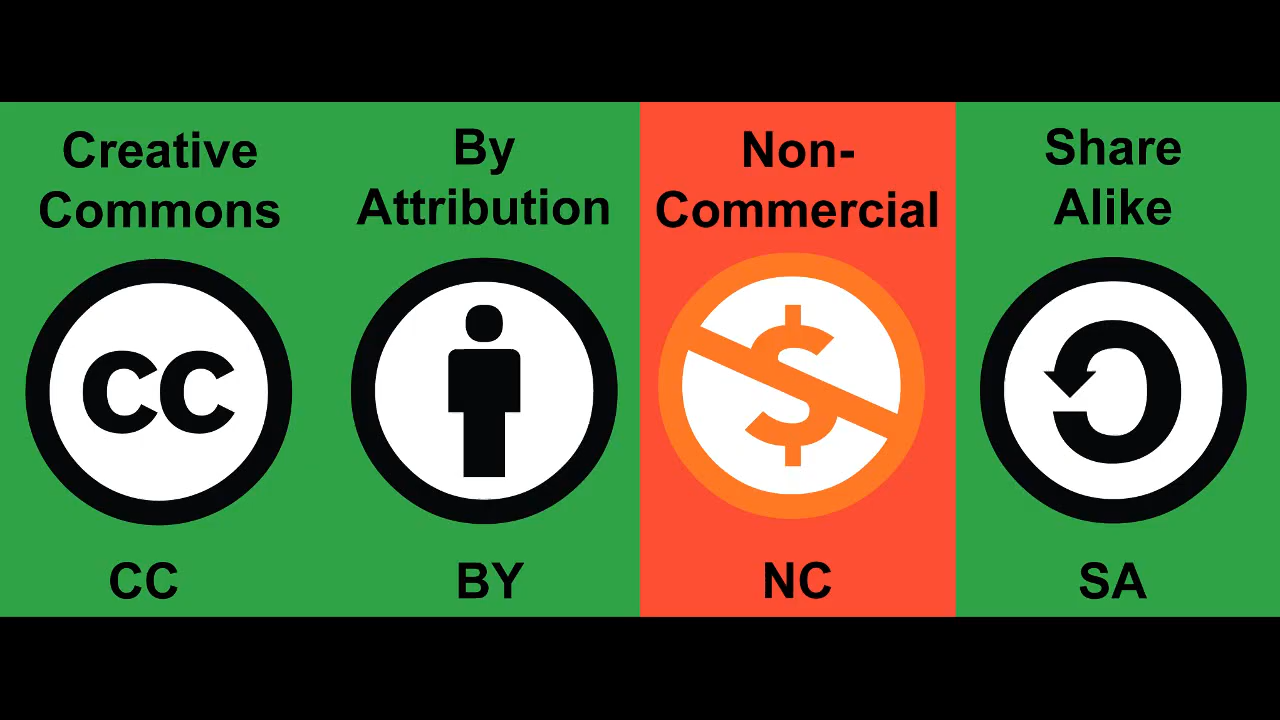 Creative
Commons
By
Attribution
Non-
Commercial
Share
Alike
cc
$
CC
BY
NC
SA